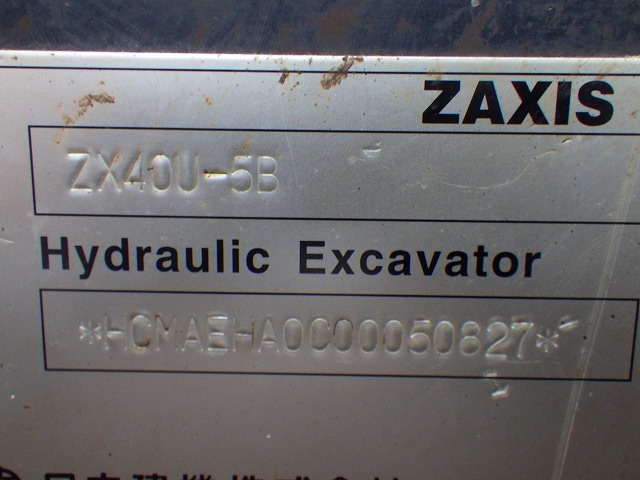 ZAXIS
ZX40U-5B
Hydraulic Excavator
*HCMAEHA0C00050827*